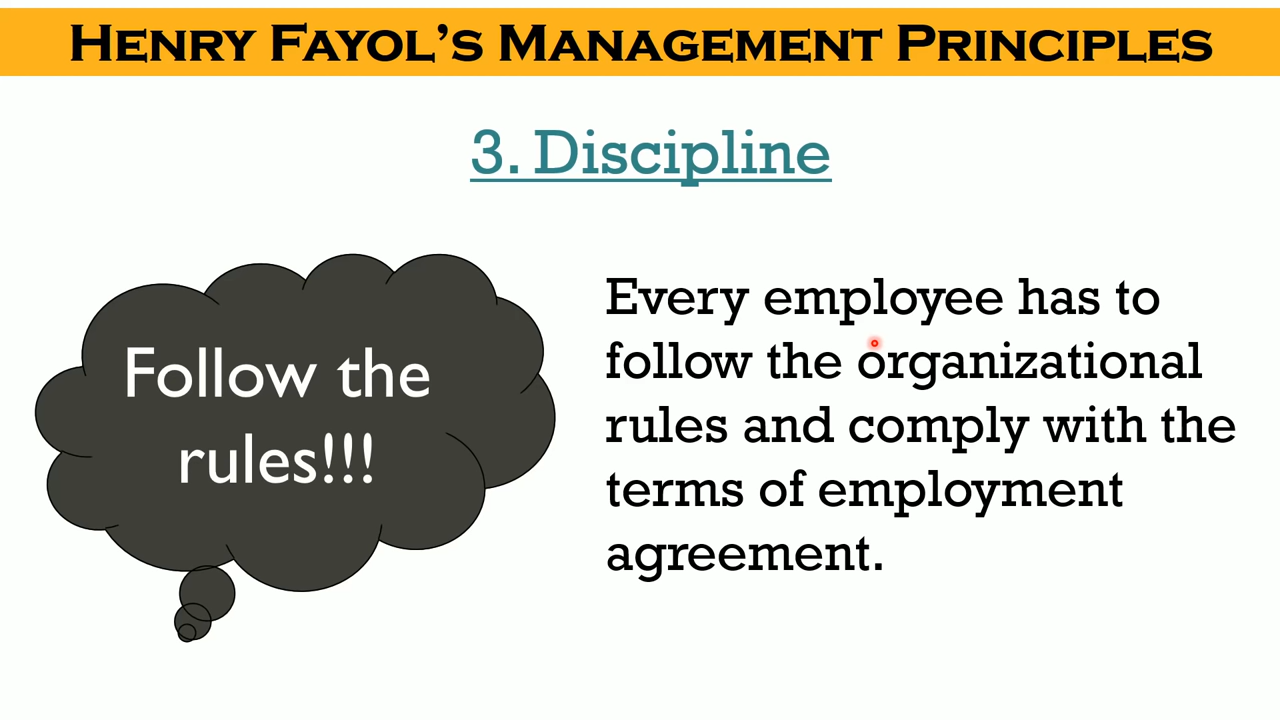 HENRY FAYOL'S MANAGEMENT PRINCIPLES
3. Discipline
Follow the
rules!!!
Every employee has to
follow the organizational
rules and comply with the
terms of employment
agreement.